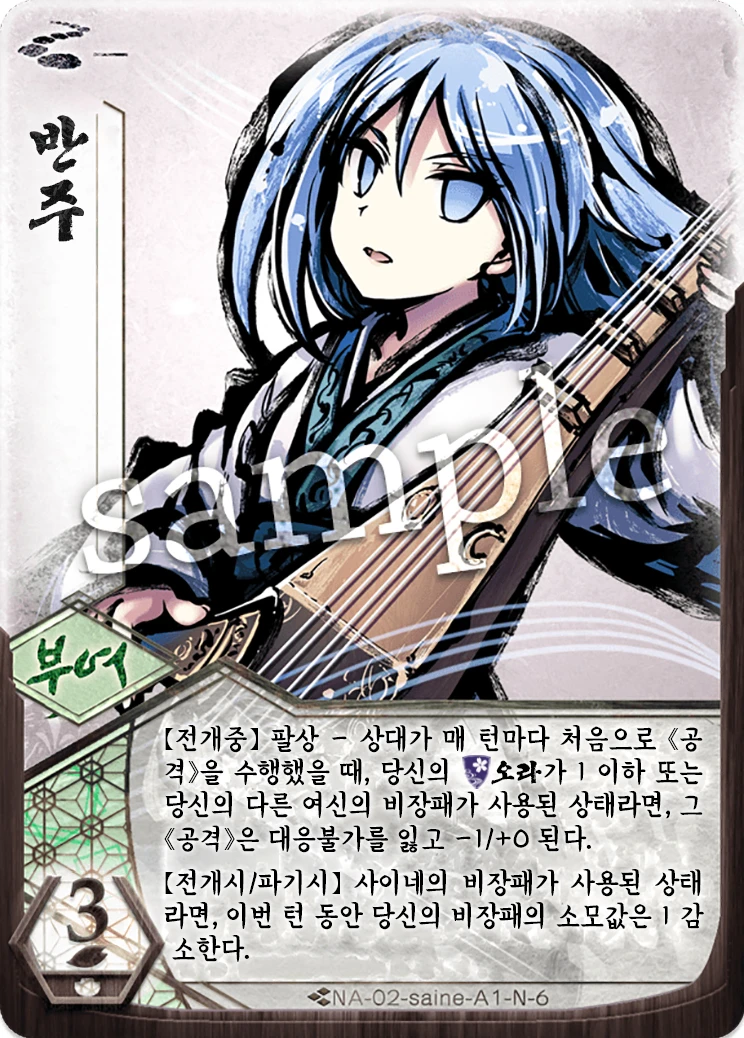 반주
sample
부여
【전개중】 팔상 - 상대가 매 턴마다 처음으로 《공
격》을 수행했을 때, 당신의 오라가 1 이하 또는
당신의 다른 여신의 비장패가 사용된 상태라면, 그
《공격》은 대응불가를 잃고 -1/+0 된다.
【전개시/파기시】 사이네의 비장패가 사용된 상태
라면, 이번 턴 동안 당신의 비장패의 소모값은 1 감
소한다.
3
NA-02-saine-A1-N-6